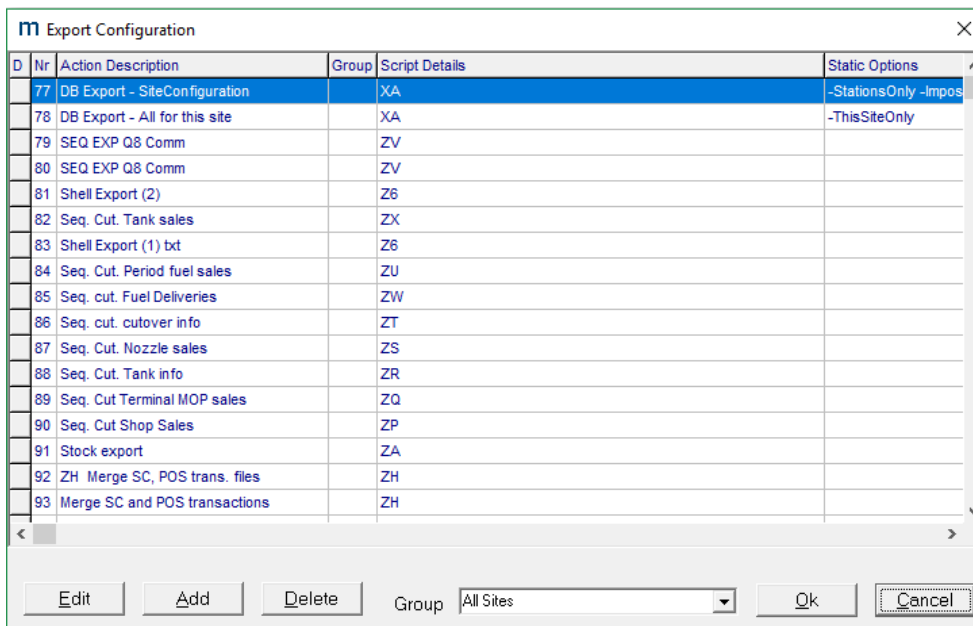 m Export Configuration
D Nr Action Description Group Script Details Static Options
77 DB Export - SiteConfiguration XA -StationsOnly -Impos
78 DB Export - All for this site XA -ThisSiteOnly
79 SEQ EXP Q8 Comm ZV
80 SEQ EXP Q8 Comm ZV
81 Shell Export (2) Z6
82 Seq. Cut. Tank sales ZX
83 Shell Export (1) txt Z6
84 Seq. Cut. Period fuel sales ZU
85 Seq. cut. Fuel Deliveries ZW
86 Seq. cut. cutover info ZT
87 Seq. Cut. Nozzle sales ZS
88 Seq. Cut. Tank info ZR
89 Seq. Cut Terminal MOP sales ZQ
90 Seq. Cut Shop Sales ZP
91 Stock export ZA
92 ZH Merge SC, POS trans. files ZH
93 Merge SC and POS transactions ZH
Edit Add Delete Group All Sites Ok Cancel